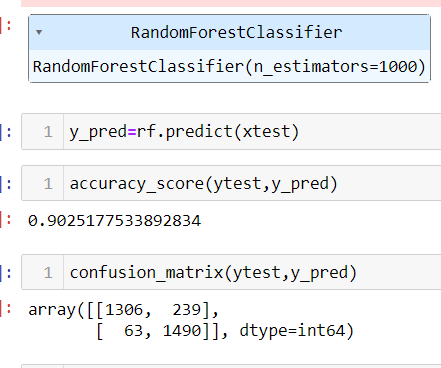 ]:
RandomForestClassifier
RandomForestClassifier(n_estimators=1000)
]: 1 y_pred=rf.predict(xtest)
]: 1 accuracy_score(ytest,y_pred)
]: 0.9025177533892834
]: 1 confusion_matrix(ytest,y_pred)
]: array([[1306, 239],
[ 63, 1490]], dtype=int64)